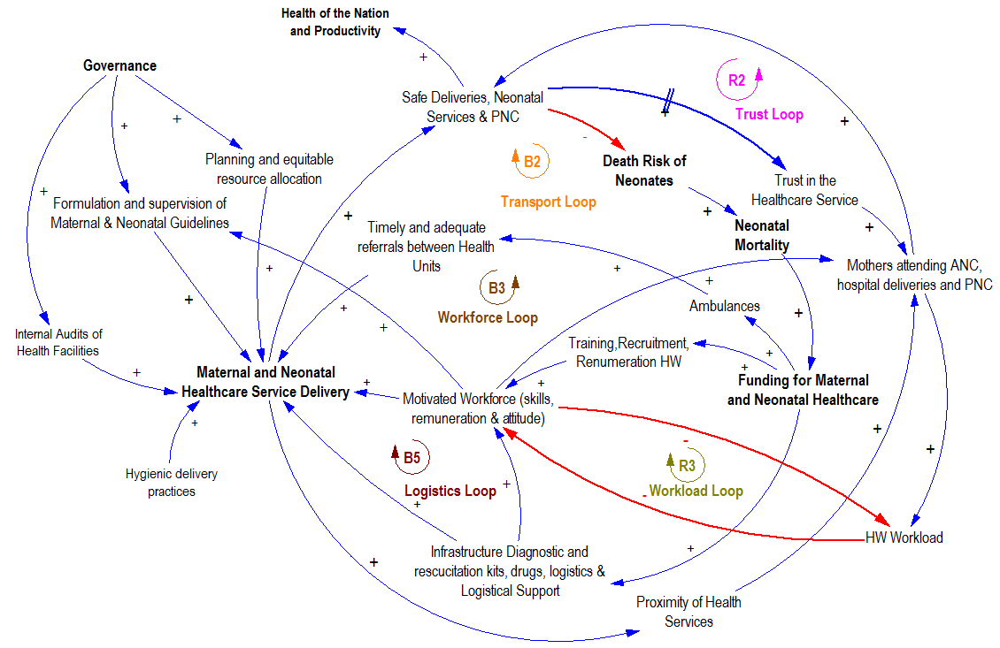 Health of the Nation
and Productivity
+
Governance
+
+
+
Safe Deliveries, Neonatal
Services & PNC
R2
Trust Loop
+
+
-
Planning and equitable
resource allocation
B2
Transport Loop
Death Risk of
Neonates
+
Trust in the
Healthcare Service
+
Formulation and supervision of
Maternal & Neonatal Guidelines
+
Timely and adequate
referrals between Health
Units
Neonatal
Mortality
Mothers attending ANC,
hospital deliveries and PNC
+
+
+
B3
Workforce Loop
+
+
+
+
Ambulances
+
Internal Audits of
Health Facilities
+
Training,Recruitment,
Renumeration HW
+
+
Maternal and Neonatal
Healthcare Service Delivery
+
+
Funding for Maternal
and Neonatal Healthcare
Motivated Workforce (skills,
remuneration & attitude)
+
+
-
+
Hygienic delivery
practices
B5
Logistics Loop
+
+
R3
Workload Loop
-
HW Workload
Infrastructure Diagnostic and
rescucitation kits, drugs, logistics &
Logistical Support
+
+
Proximity of Health
Services